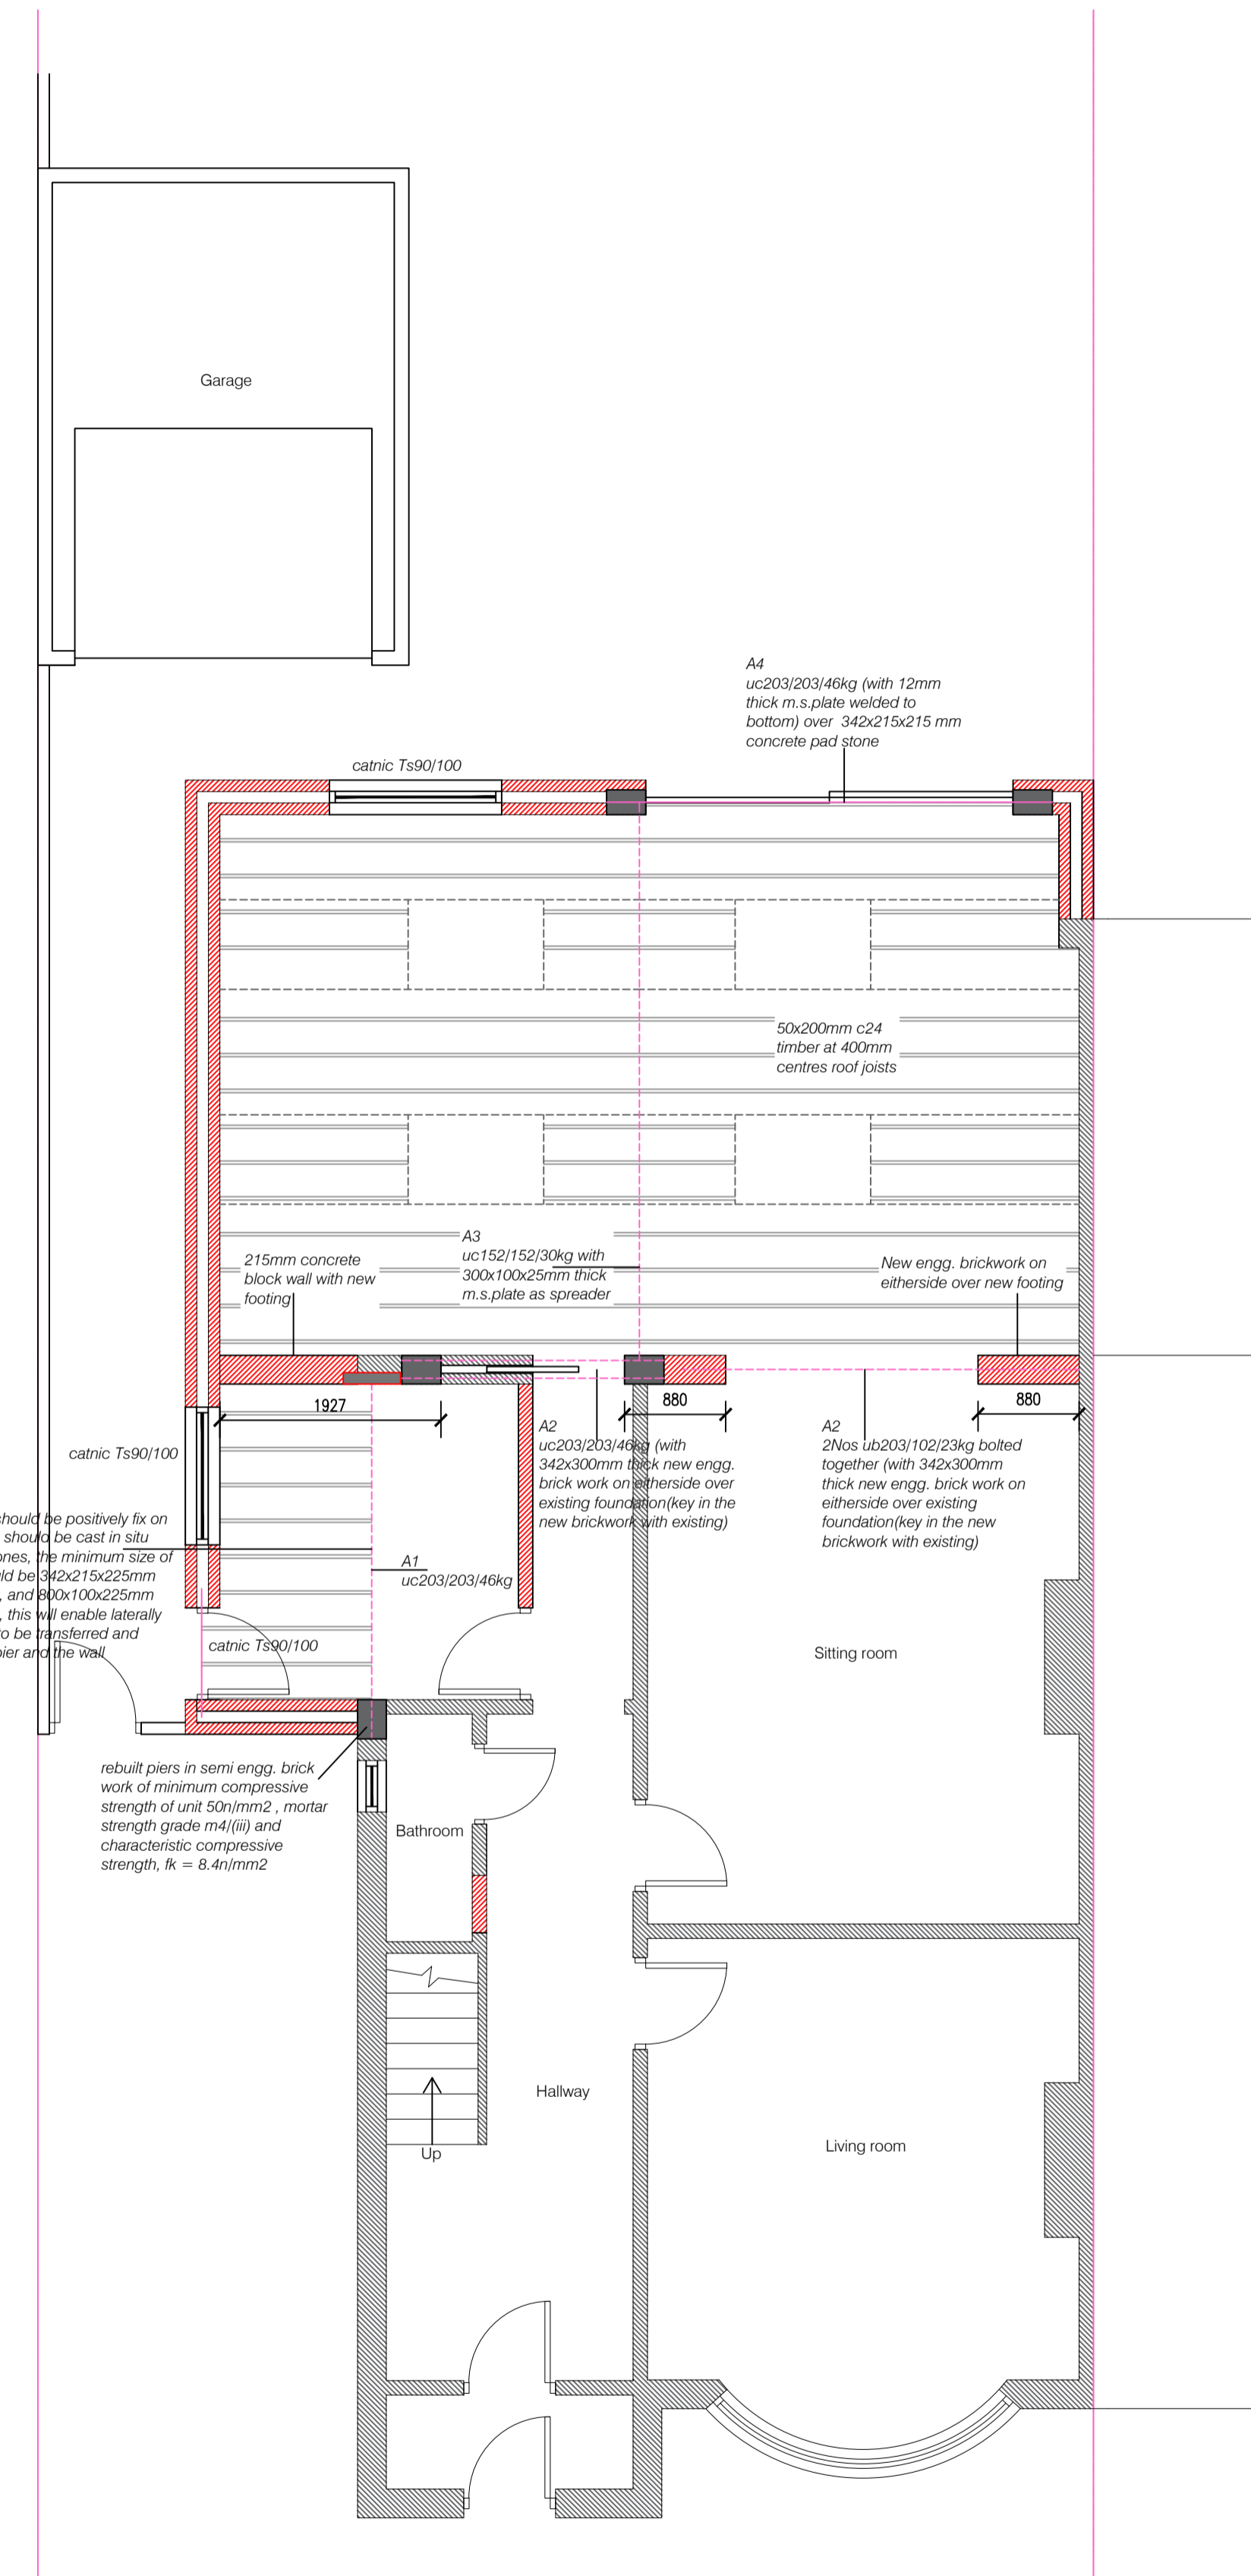 Garage
A4
uc203/203/46kg (with 12mm
thick m.s.plate welded to
bottom) over 342x215x215 mm
concrete pad stone
catnic Ts90/100
50x200mm c24
timber at 400mm
centres roof joists
A3
uc152/152/30kg with
300x100x25mm thick
m.s.plate as spreader
215mm concrete
block wall with new
footing
New engg. brickwork on
eitherside over new footing
1927
880
880
A2
uc203/203/46kg (with
342x300mm thick new engg.
brick work on eitherside over
existing foundation(key in the
new brickwork with existing)
A2
2Nos ub203/102/23kg bolted
together (with 342x300mm
thick new engg. brick work on
eitherside over existing
foundation(key in the new
brickwork with existing)
catnic Ts90/100
should be positively fix on
should be cast in situ
ones, the minimum size of
ld be 342x215x225mm
, and 800x100x225mm
, this will enable laterally
to be transferred and
pier and the wall
A1
uc203/203/46kg
catnic Ts90/100
Sitting room
rebuilt piers in semi engg. brick
work of minimum compressive
strength of unit 50n/mm2 , mortar
strength grade m4/(iii) and
characteristic compressive
strength, fk = 8.4n/mm2
Bathroom
Hallway
Living room
Up